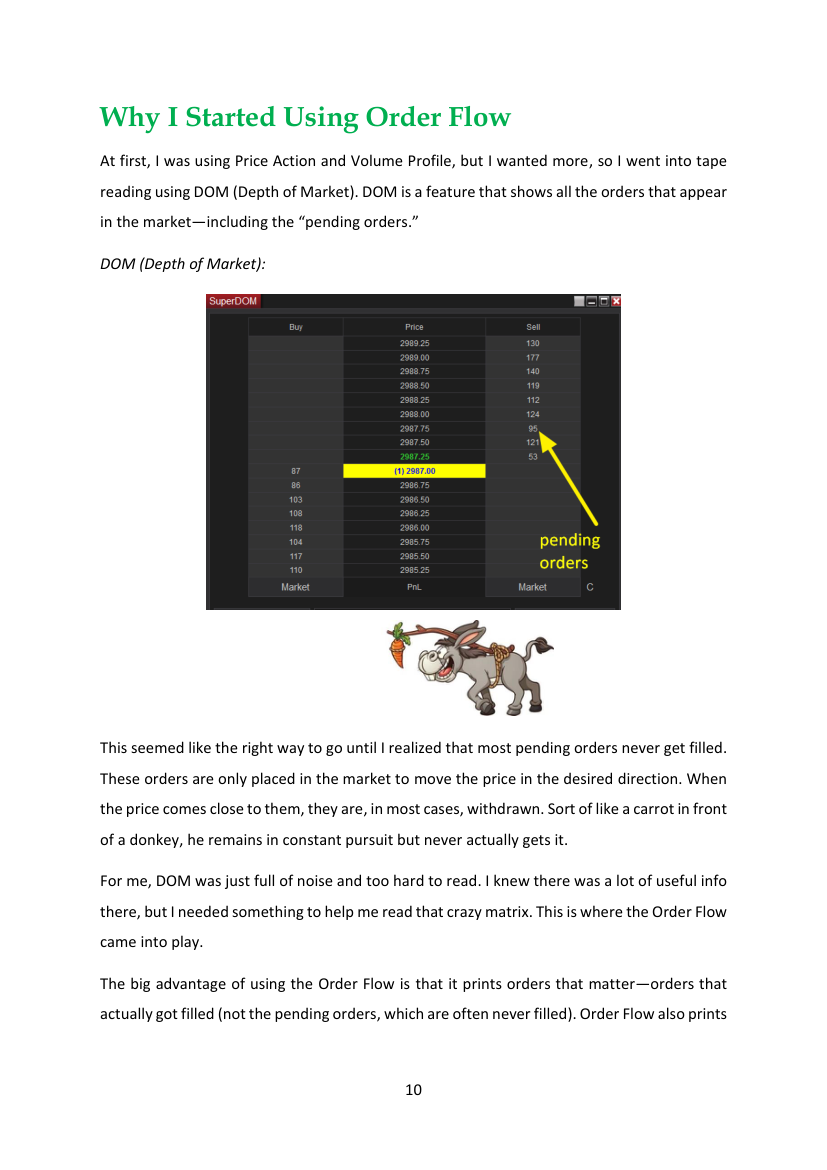 Why I Started Using Order Flow
At first, I was using Price Action and Volume Profile, but I wanted more, so I went into tape
reading using DOM (Depth of Market). DOM is a feature that shows all the orders that appear
in the market—including the “pending orders.”
DOM (Depth of Market):
SuperDOM
Buy Price Sell
2989.25 130
2989.00 177
2988.75 140
2988.50 119
2988.25 112
2988.00 124
2987.75 95
2987.50 121
2987.25 53
87 (1) 2987.00
86 2986.75
103 2986.50
108 2986.25
118 2986.00
104 2985.75
117 2985.50
110 2985.25
pending
orders
Market PnL Market C
This seemed like the right way to go until I realized that most pending orders never get filled.
These orders are only placed in the market to move the price in the desired direction. When
the price comes close to them, they are, in most cases, withdrawn. Sort of like a carrot in front
of a donkey, he remains in constant pursuit but never actually gets it.
For me, DOM was just full of noise and too hard to read. I knew there was a lot of useful info
there, but I needed something to help me read that crazy matrix. This is where the Order Flow
came into play.
The big advantage of using the Order Flow is that it prints orders that matter—orders that
actually got filled (not the pending orders, which are often never filled). Order Flow also prints
10